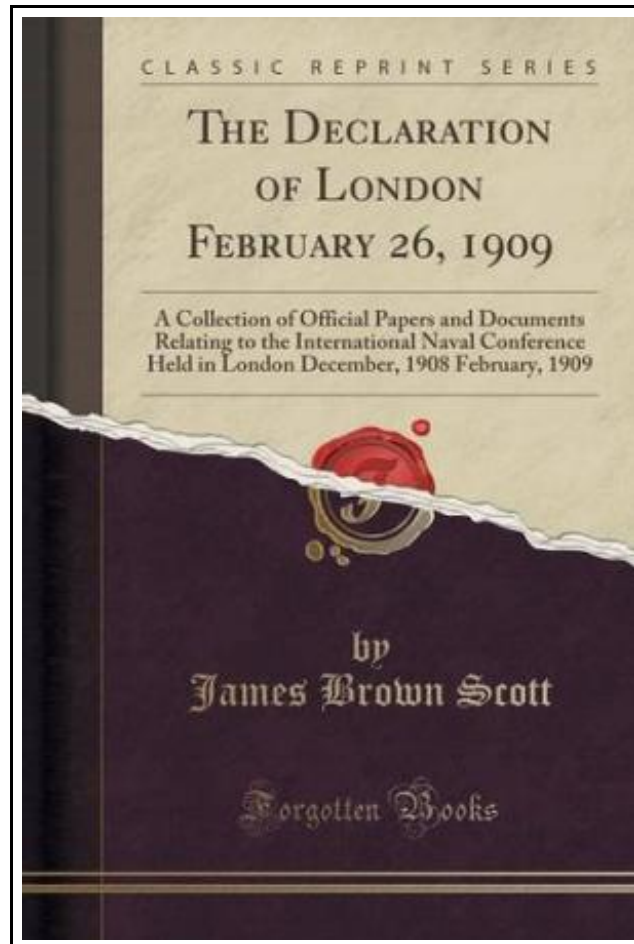 CLASSIC REPRINT SERIES
THE DECLARATION
OF LONDON
FEBRUARY 26, 1909
A Collection of Official Papers and Documents
Relating to the International Naval Conference
Held in London December, 1908 February, 1909
by
James Brown Scott
Forgotten Books